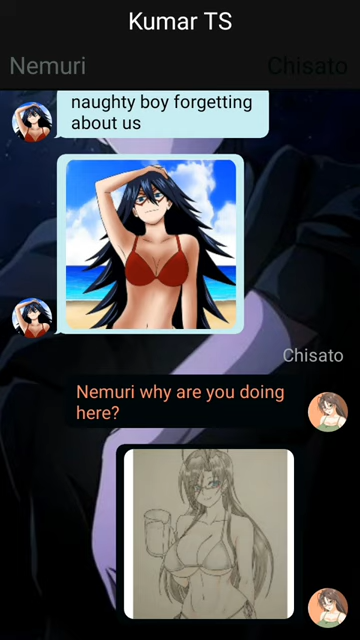 Kumar TS
Nemuri
Chisato
naughty boy forgetting
about us
Chisato
Nemuri why are you doing
here?